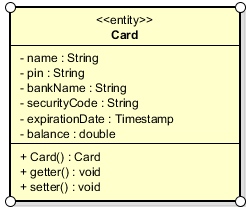 <<entity>>
Card
- name : String
- pin : String
- bankName : String
- securityCode : String
- expirationDate : Timestamp
- balance : double
+ Card() : Card
+ getter() : void
+ setter() : void